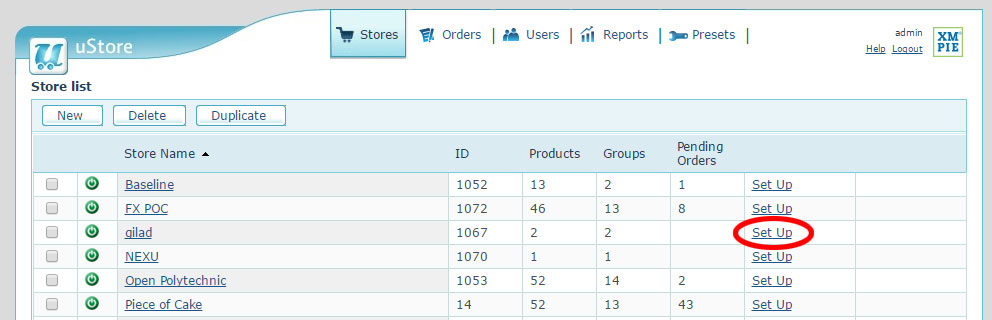 Stores Orders Users Reports Presets
admin
Help Logout
XM
PIE
u uStore
Store list
New Delete Duplicate
Store Name ID Products Groups Pending Orders
Baseline 1052 13 2 1 Set Up
FX POC 1072 46 13 8 Set Up
gilad 1067 2 2 Set Up
NEXU 1070 1 1 Set Up
Open Polytechnic 1053 52 14 2 Set Up
Piece of Cake 14 52 13 43 Set Up